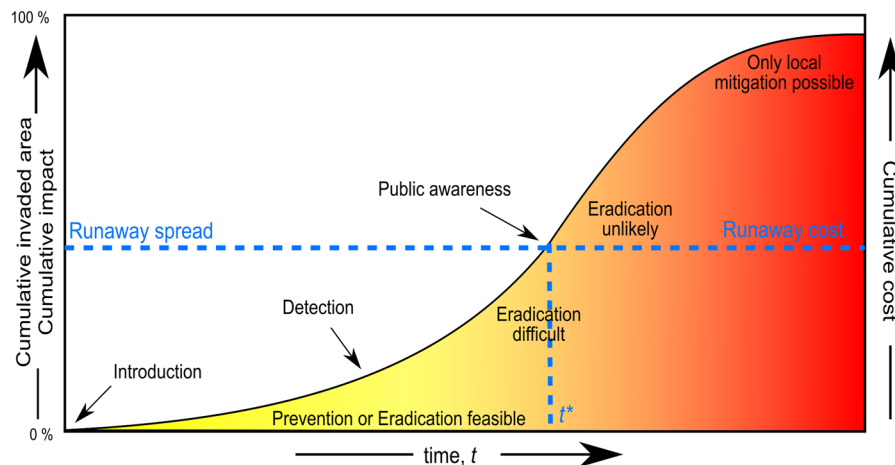 100 %
Cumulative invaded area
Cumulative impact
Cumulative cost
Only local
mitigation possible
Public awareness
Eradication
unlikely
Runaway spread
Runaway cost
Detection
Eradication
difficult
Introduction
Prevention or Eradication feasible
t*
0 %
time, t